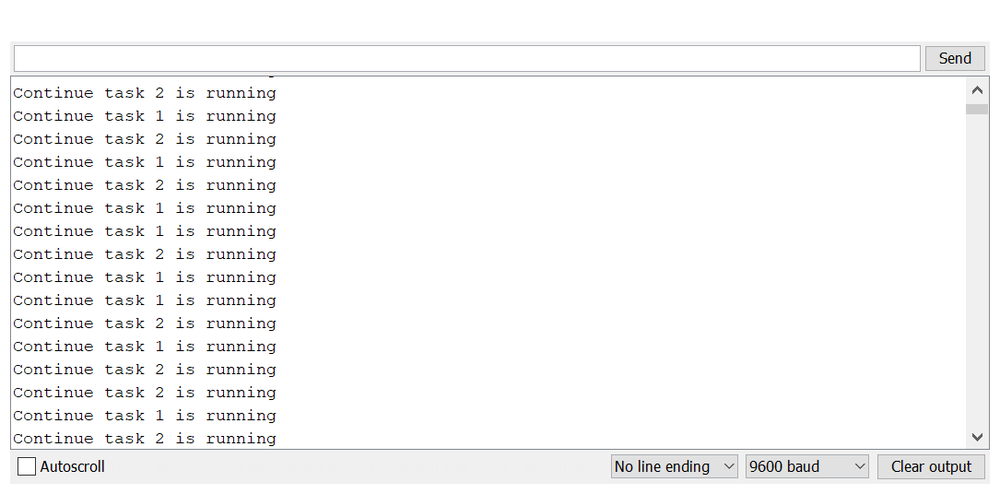 Send
Continue task 2 is running
Continue task 1 is running
Continue task 2 is running
Continue task 1 is running
Continue task 2 is running
Continue task 1 is running
Continue task 1 is running
Continue task 2 is running
Continue task 1 is running
Continue task 1 is running
Continue task 2 is running
Continue task 1 is running
Continue task 2 is running
Continue task 2 is running
Continue task 1 is running
Continue task 2 is running
Autoscroll No line ending 9600 baud Clear output